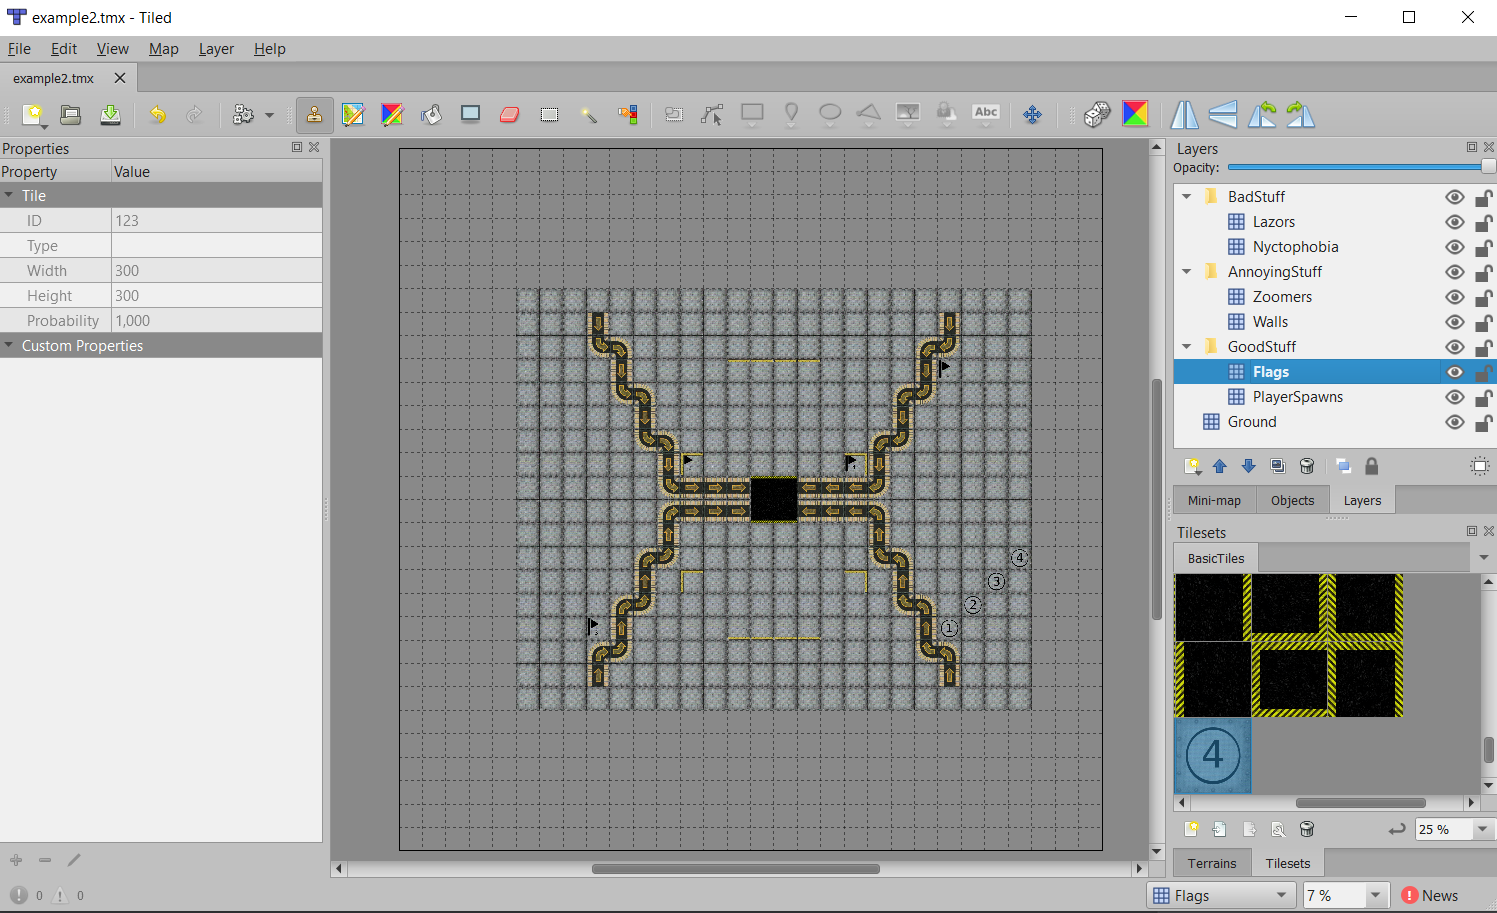 example2.tmx - Tiled
File Edit View Map Layer Help
example2.tmx
Abc
Properties
Property Value
Tile
ID 123
Type
Width 300
Height 300
Probability 1,000
Custom Properties
0 0
4
3
2
1
Layers
Opacity:
BadStuff
Lazors
Nyctophobia
AnnoyingStuff
Zoomers
Walls
GoodStuff
Flags
PlayerSpawns
Ground
Mini-map Objects Layers
Tilesets
BasicTiles
4
25 %
Terrains Tilesets
Flags 7 % News